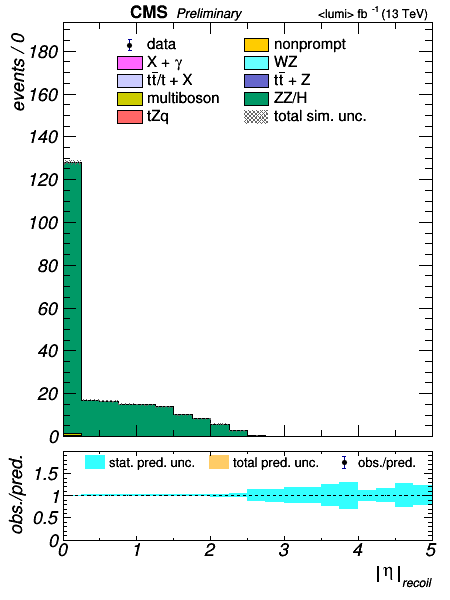 CMS Preliminary <lumi> fb⁻¹ (13 TeV)
events / 0
180
160
140
120
100
80
60
40
20
0
data
nonprompt
X + γ
WZ
tt̄/t + X
tt̄ + Z
multiboson
ZZ/H
tZq
total sim. unc.
obs./pred.
1.5
1
0.5
0
stat. pred. unc.
total pred. unc.
obs./pred.
0 1 2 3 4 5
|η|recoil